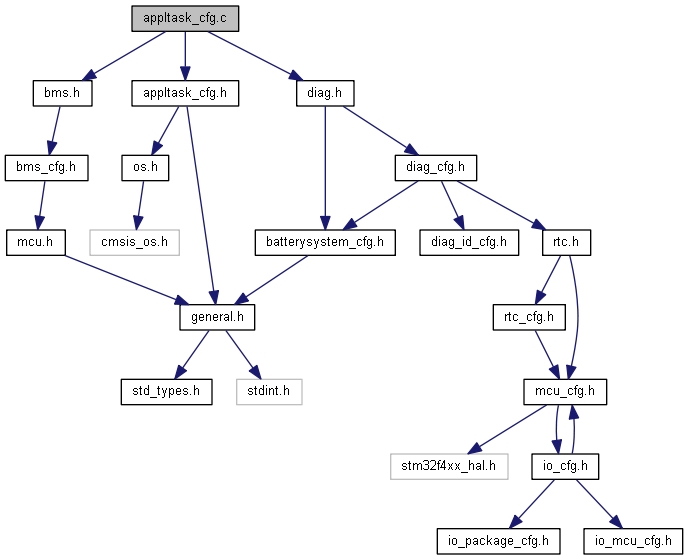 appltask_cfg.c
bms.h
appltask_cfg.h
diag.h
bms_cfg.h
os.h
diag_cfg.h
mcu.h
cmsis_os.h
batterysystem_cfg.h
diag_id_cfg.h
rtc.h
general.h
rtc_cfg.h
std_types.h
stdint.h
mcu_cfg.h
stm32f4xx_hal.h
io_cfg.h
io_package_cfg.h
io_mcu_cfg.h